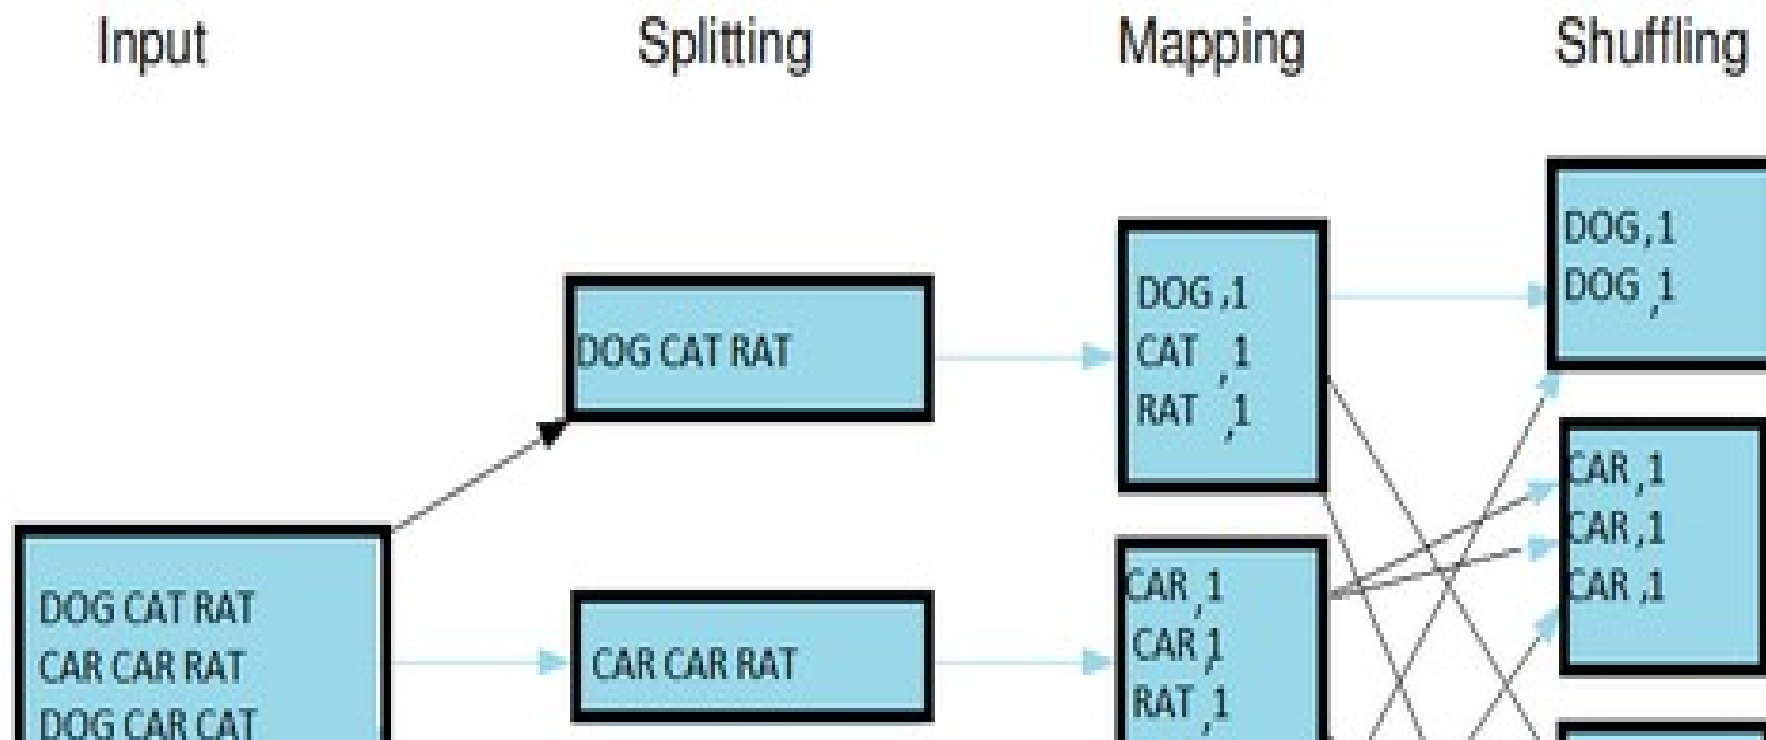 Input
Splitting
Mapping
Shuffling
DOG CAT RAT
CAR CAR RAT
DOG CAR CAT
DOG CAT RAT
CAR CAR RAT
DOG ,1
CAT ,1
RAT ,1
CAR ,1
CAR ,1
RAT ,1
DOG,1
DOG ,1
CAR ,1
CAR ,1
CAR ,1